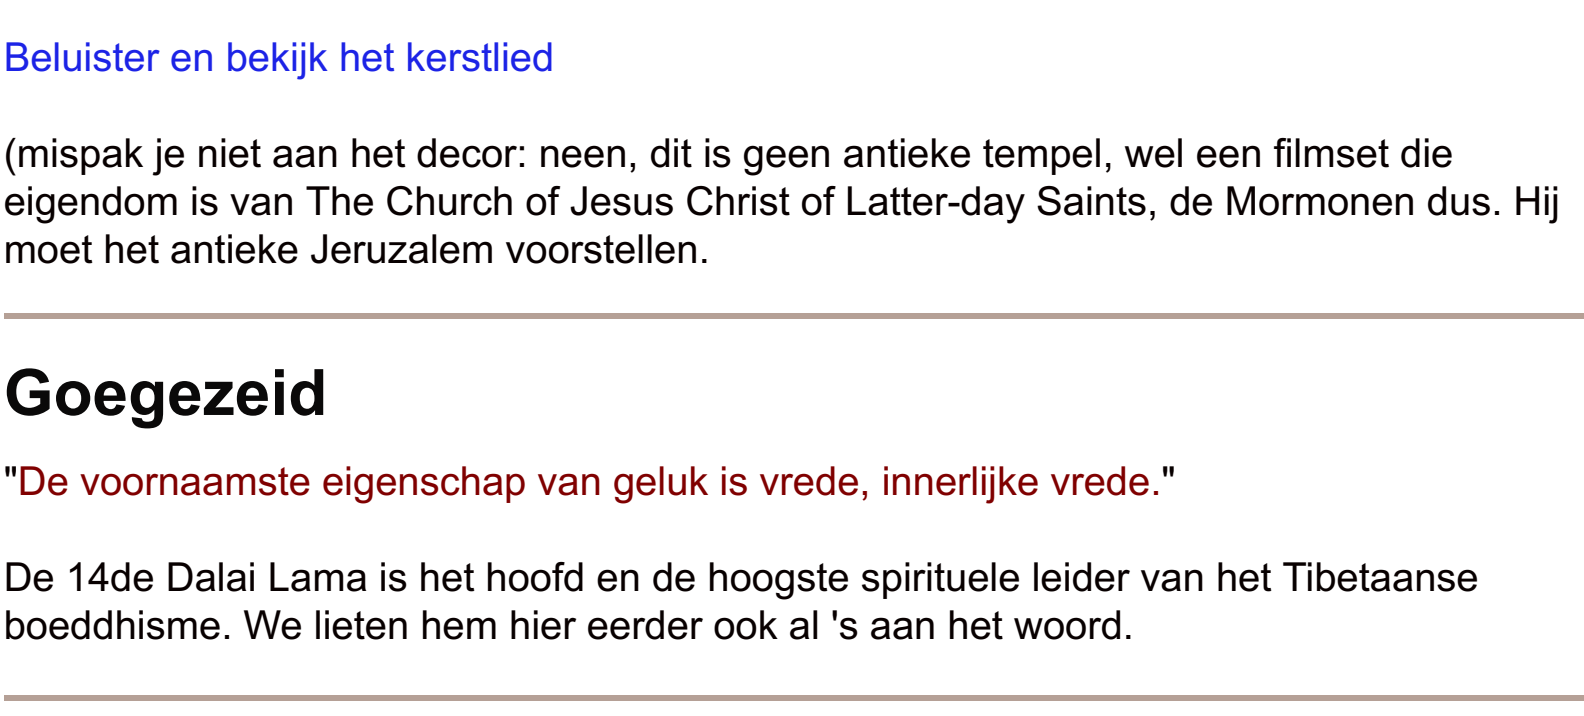 Beluister en bekijk het kerstlied
(mispak je niet aan het decor: neen, dit is geen antieke tempel, wel een filmset die
eigendom is van The Church of Jesus Christ of Latter-day Saints, de Mormonen dus. Hij
moet het antieke Jeruzalem voorstellen.
Goegezeid
"De voornaamste eigenschap van geluk is vrede, innerlijke vrede."
De 14de Dalai Lama is het hoofd en de hoogste spirituele leider van het Tibetaanse
boeddhisme. We lieten hem hier eerder ook al 's aan het woord.